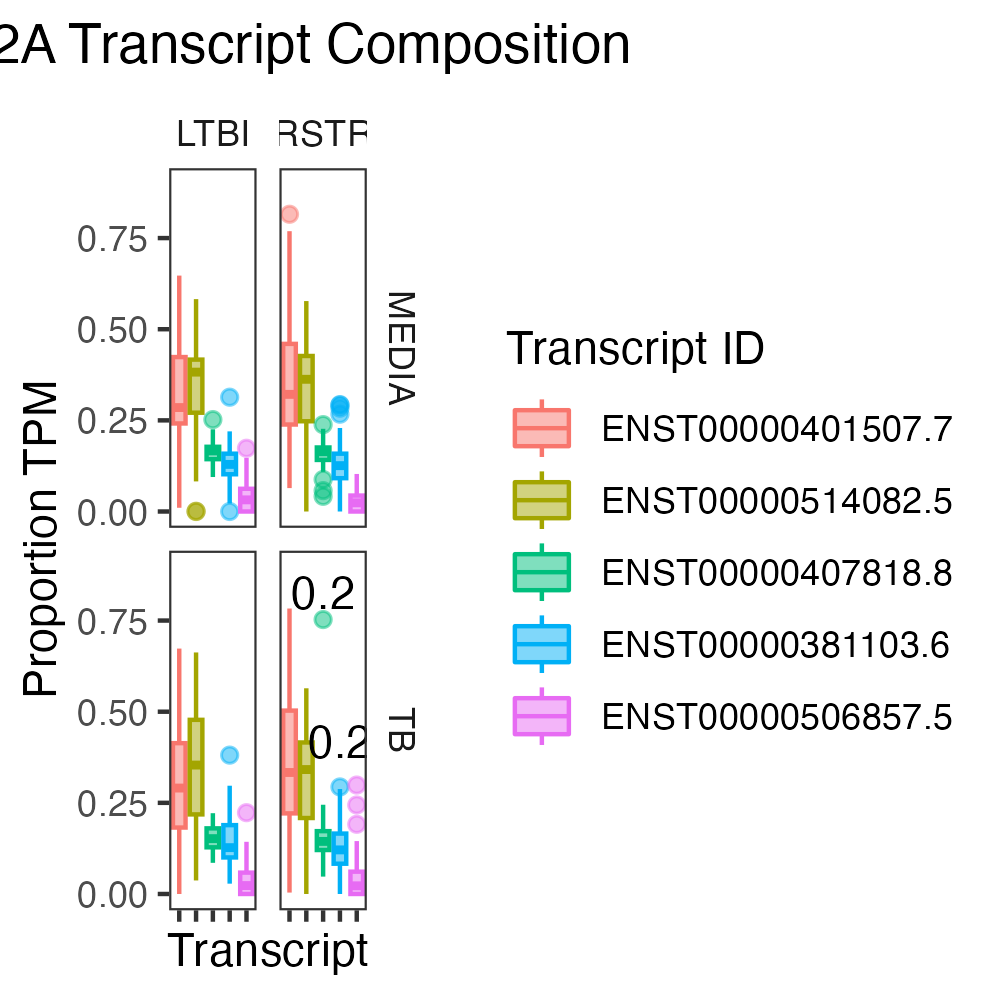 2A Transcript Composition
LTBI
RSTR
MEDIA
0.75
0.50
0.25
0.00
Proportion TPM
TB
0.75
0.50
0.25
0.00
0.2
0.2
Transcript
Transcript ID
ENST00000401507.7
ENST00000514082.5
ENST00000407818.8
ENST00000381103.6
ENST00000506857.5